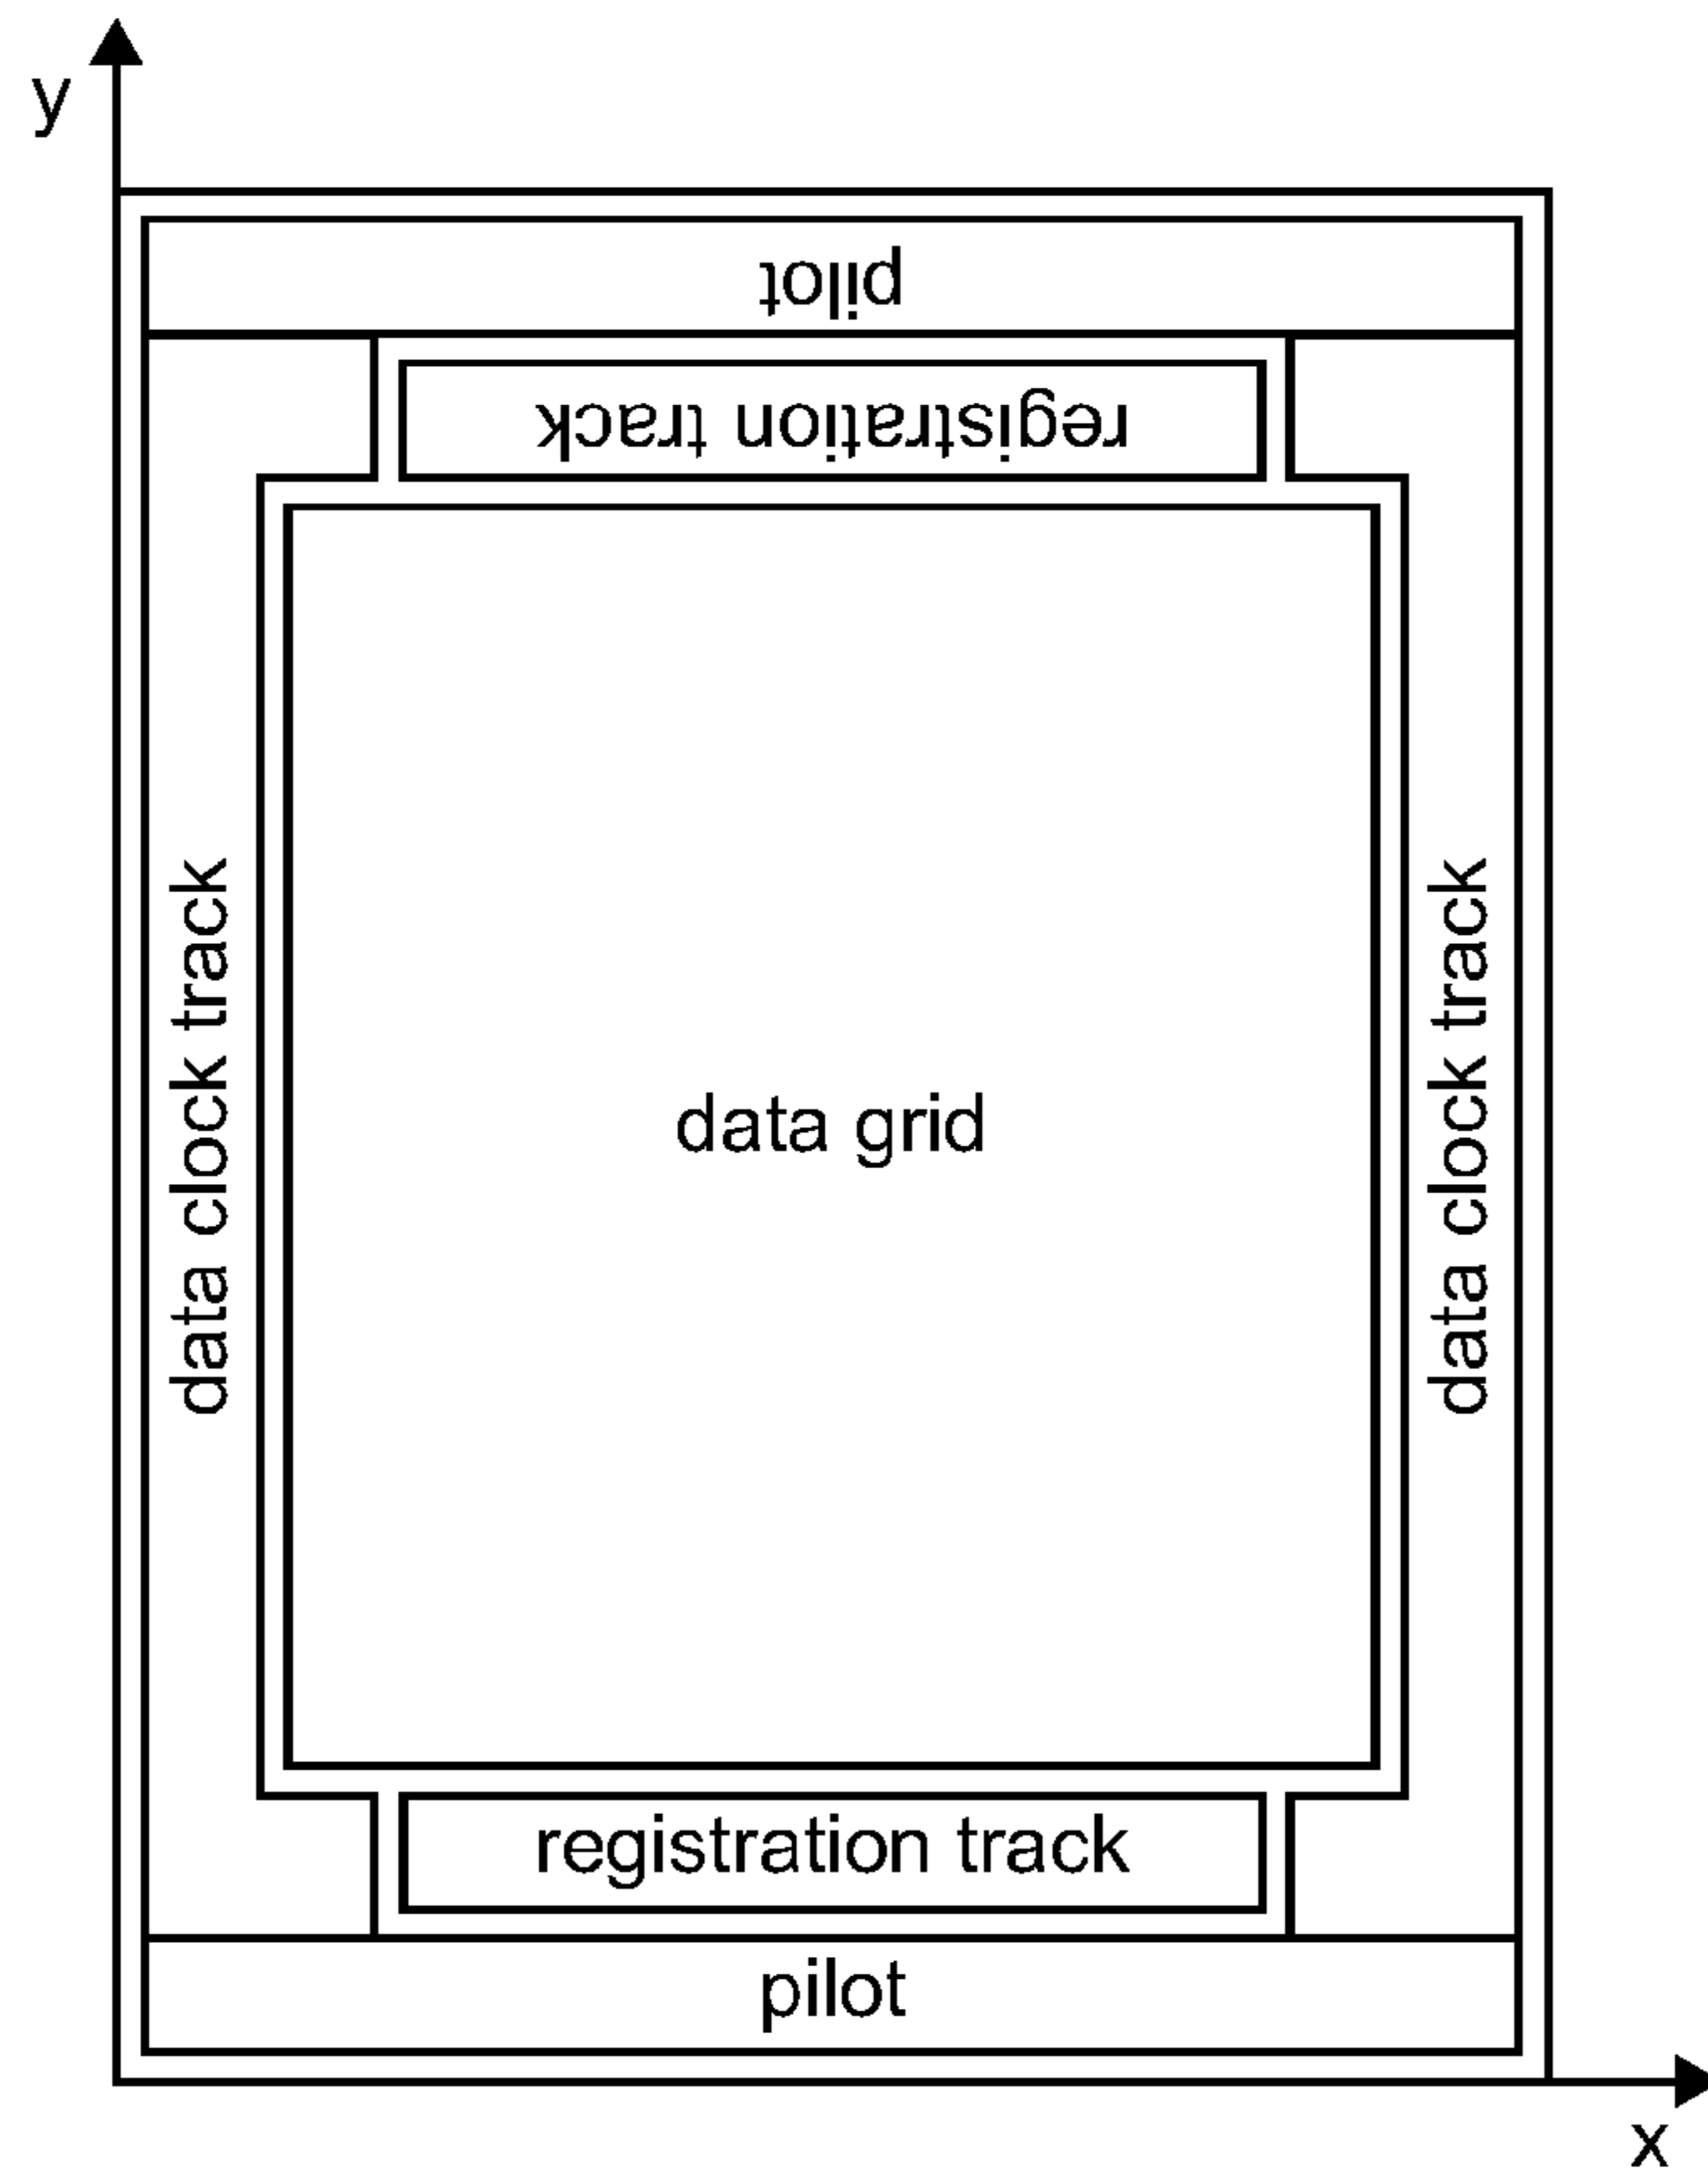 y
pilot
registration track
data clock track
data grid
data clock track
registration track
pilot
x